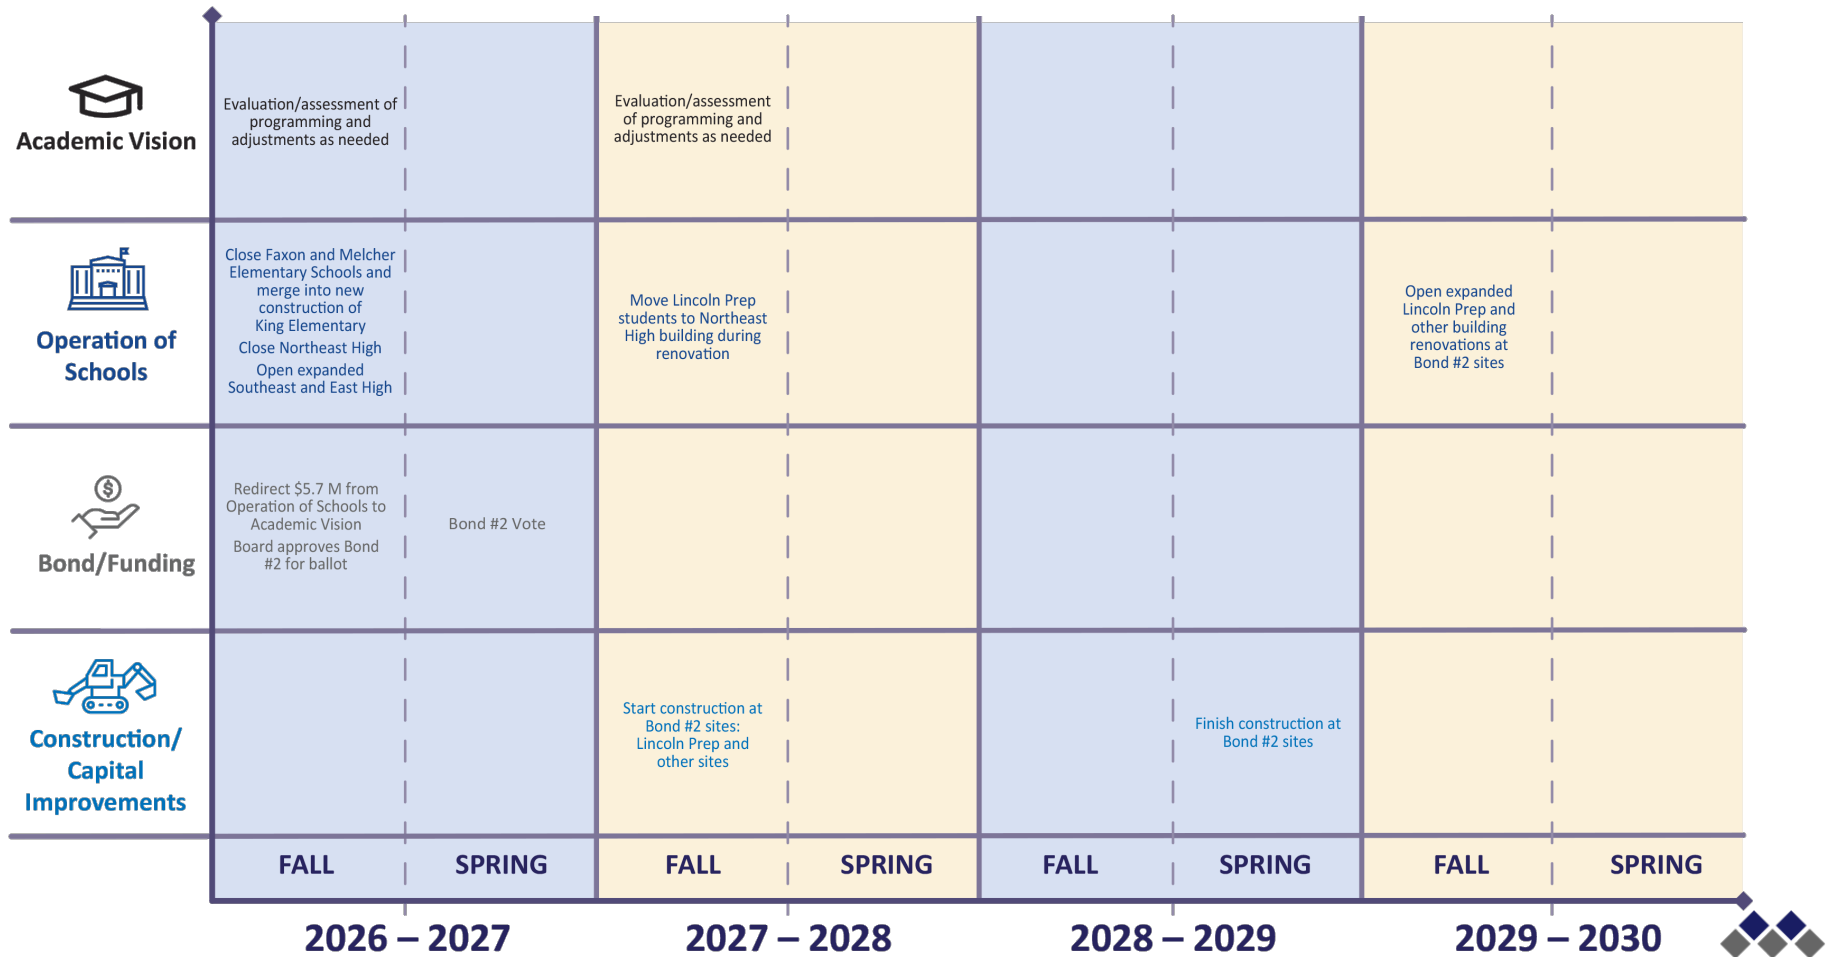 Academic Vision
Evaluation/assessment of
programming and
adjustments as needed
Evaluation/assessment
of programming and
adjustments as needed
Operation of
Schools
Close Faxon and Melcher
Elementary Schools and
merge into new
construction of
King Elementary
Close Northeast High
Open expanded
Southeast and East High
Move Lincoln Prep
students to Northeast
High building during
renovation
Open expanded
Lincoln Prep and
other building
renovations at
Bond #2 sites
Bond/Funding
Redirect $5.7 M from
Operation of Schools to
Academic Vision
Board approves Bond
#2 for ballot
Bond #2 Vote
Construction/
Capital
Improvements
Start construction at
Bond #2 sites:
Lincoln Prep and
other sites
Finish construction at
Bond #2 sites
FALL
SPRING
FALL
SPRING
FALL
SPRING
FALL
SPRING
2026 – 2027
2027 – 2028
2028 – 2029
2029 – 2030